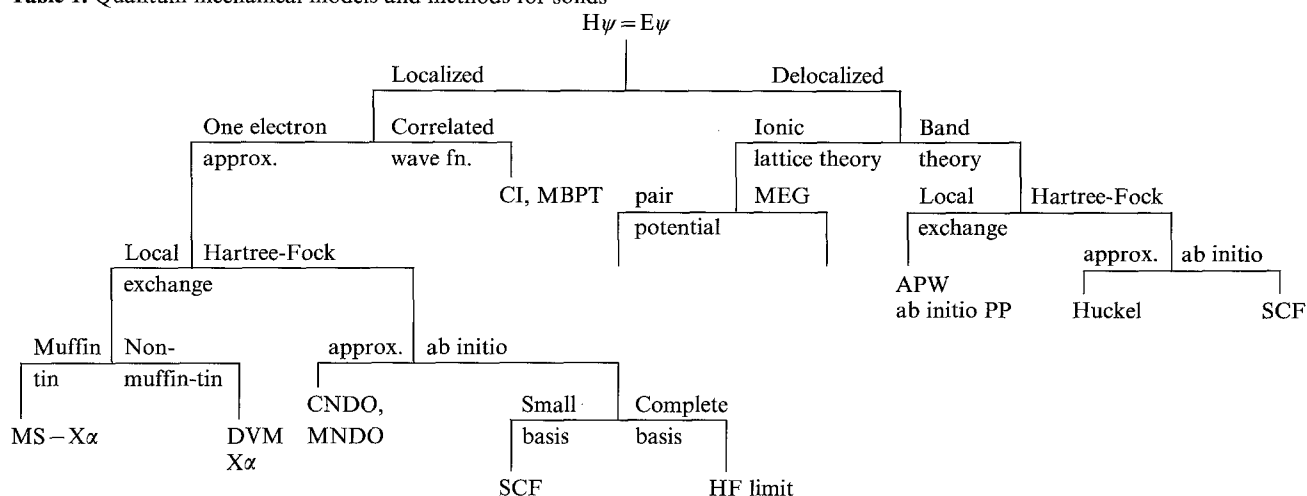 Table 1. Quantum mechanical models and methods for solids
Hψ = Eψ
Localized Delocalized
One electron Correlated Ionic Band
approx. wave fn. lattice theory theory
CI, MBPT pair MEG Local Hartree-Fock
potential exchange
Local Hartree-Fock approx. ab initio
exchange APW
ab initio PP Huckel SCF
Muffin Non- approx. ab initio
tin muffin-tin
CNDO, Small Complete
MS–Xα DVM MNDO basis basis
Xα
SCF HF limit